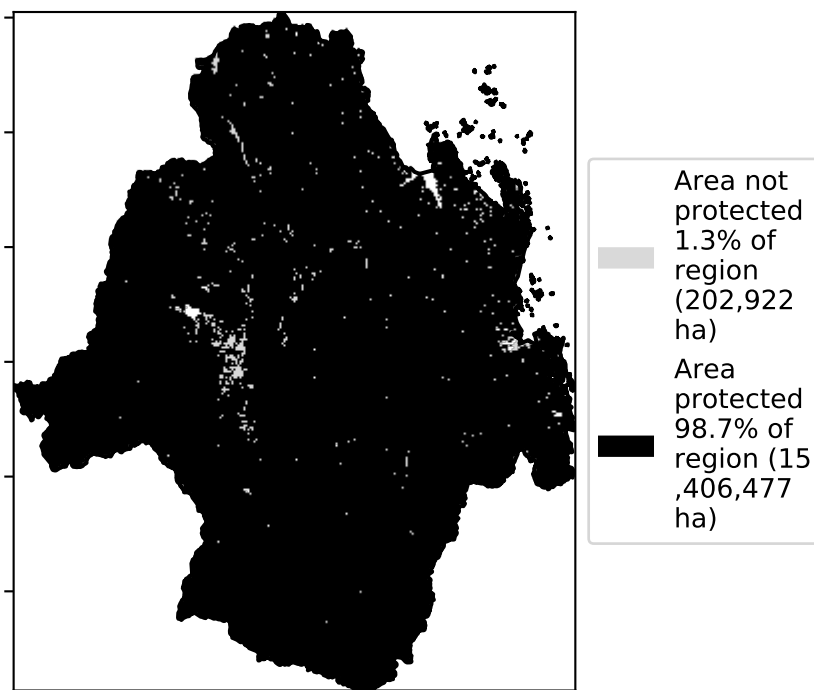 Area not
protected
1.3% of
region
(202,922
ha)
Area
protected
98.7% of
region (15
,406,477
ha)